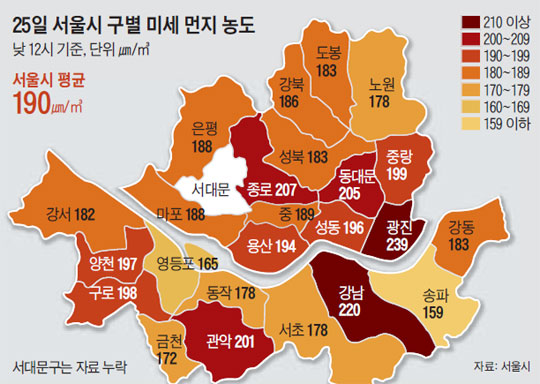 25일 서울시 구별 미세 먼지 농도
낮 12시 기준, 단위 ㎛/㎥
서울시 평균
190㎛/㎥
210 이상
200~209
190~199
180~189
170~179
160~169
159 이하
도봉
183
강북
186
노원
178
은평
188
성북 183
중랑
199
서대문
종로 207
동대문
205
강서 182
마포 188
중 189
성동 196
광진
239
강동
183
용산 194
양천 197
영등포 165
구로 198
동작 178
강남
220
송파
159
금천
172
관악 201
서초 178
서대문구는 자료 누락
자료: 서울시